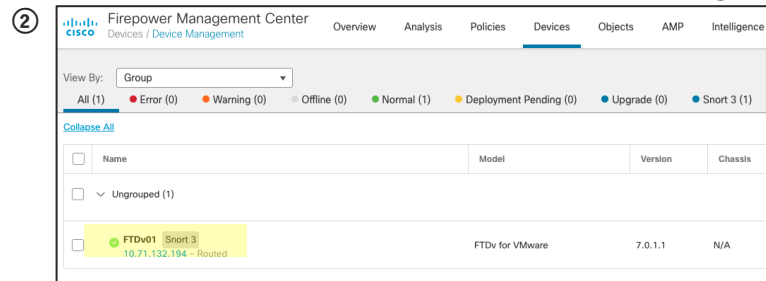 ②
CISCO Firepower Management Center
Devices / Device Management
Overview Analysis Policies Devices Objects AMP Intelligence
View By: Group
All (1) Error (0) Warning (0) Offline (0) Normal (1) Deployment Pending (0) Upgrade (0) Snort 3 (1)
Collapse All
Name Model Version Chassis
Ungrouped (1)
FTDv01 Snort 3
10.71.132.194 - Routed
FTDv for VMware 7.0.1.1 N/A